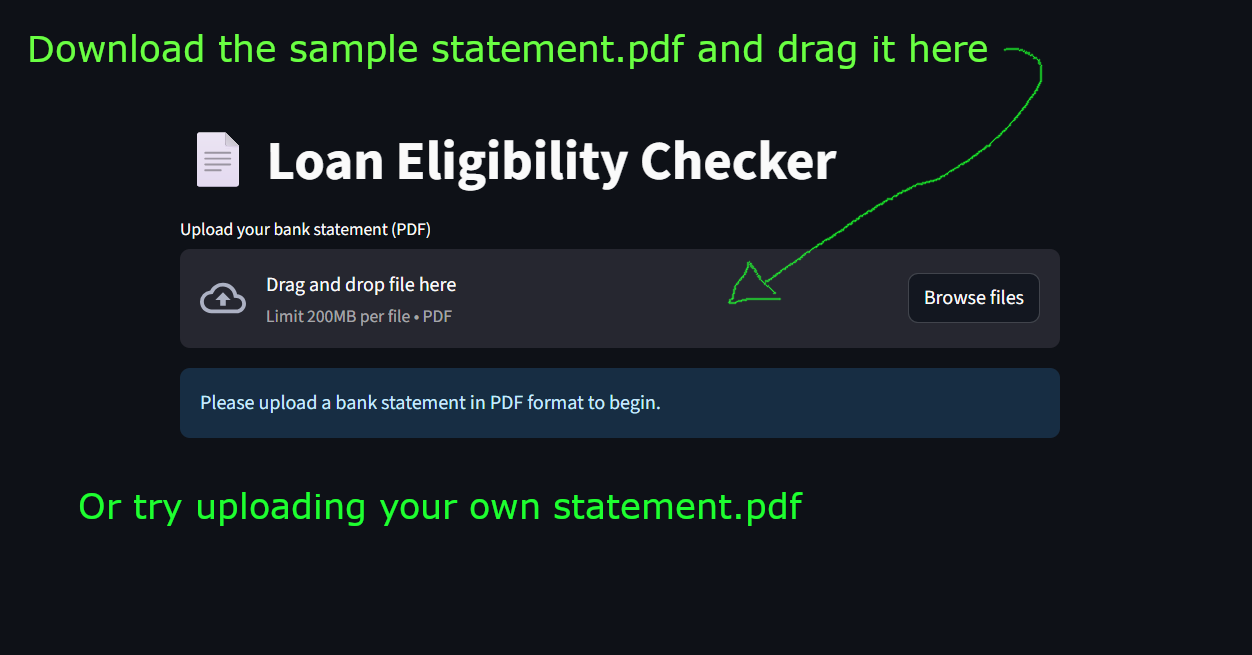 Download the sample statement.pdf and drag it here
Loan Eligibility Checker
Upload your bank statement (PDF)
Drag and drop file here
Limit 200MB per file • PDF
Browse files
Please upload a bank statement in PDF format to begin.
Or try uploading your own statement.pdf